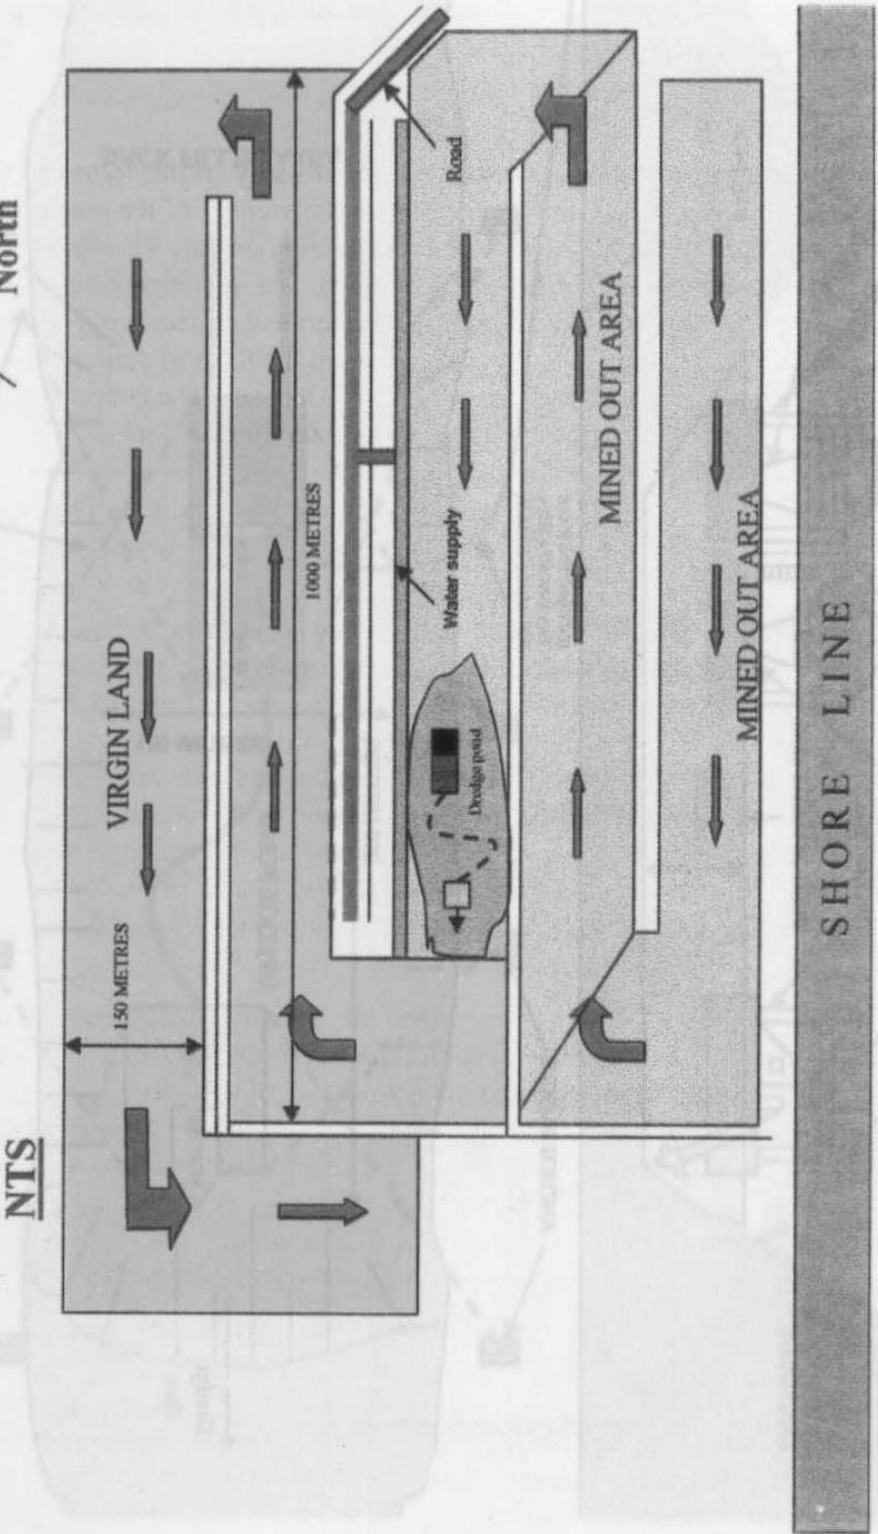 North
NTS
VIRGIN LAND
150 METRES
1000 METRES
Road
Water supply
Dredge pond
MINED OUT AREA
MINED OUT AREA
SHORE LINE